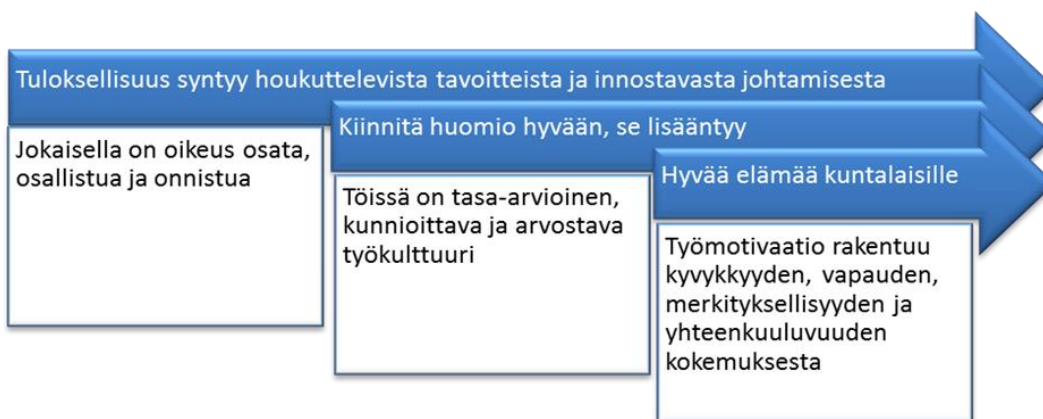 Tuloksellisuus syntyy houkuttelevista tavoitteista ja innostavasta johtamisesta
Jokaisella on oikeus osata,
osallistua ja onnistua
Kiinnitä huomio hyvään, se lisääntyy
Töissä on tasa-arvioinen,
kunnioittava ja arvostava
työkulttuuri
Hyvää elämää kuntalaisille
Työmotivaatio rakentuu
kyvykkyyden, vapauden,
merkityksellisyyden ja
yhteenkuuluvuuden
kokemuksesta